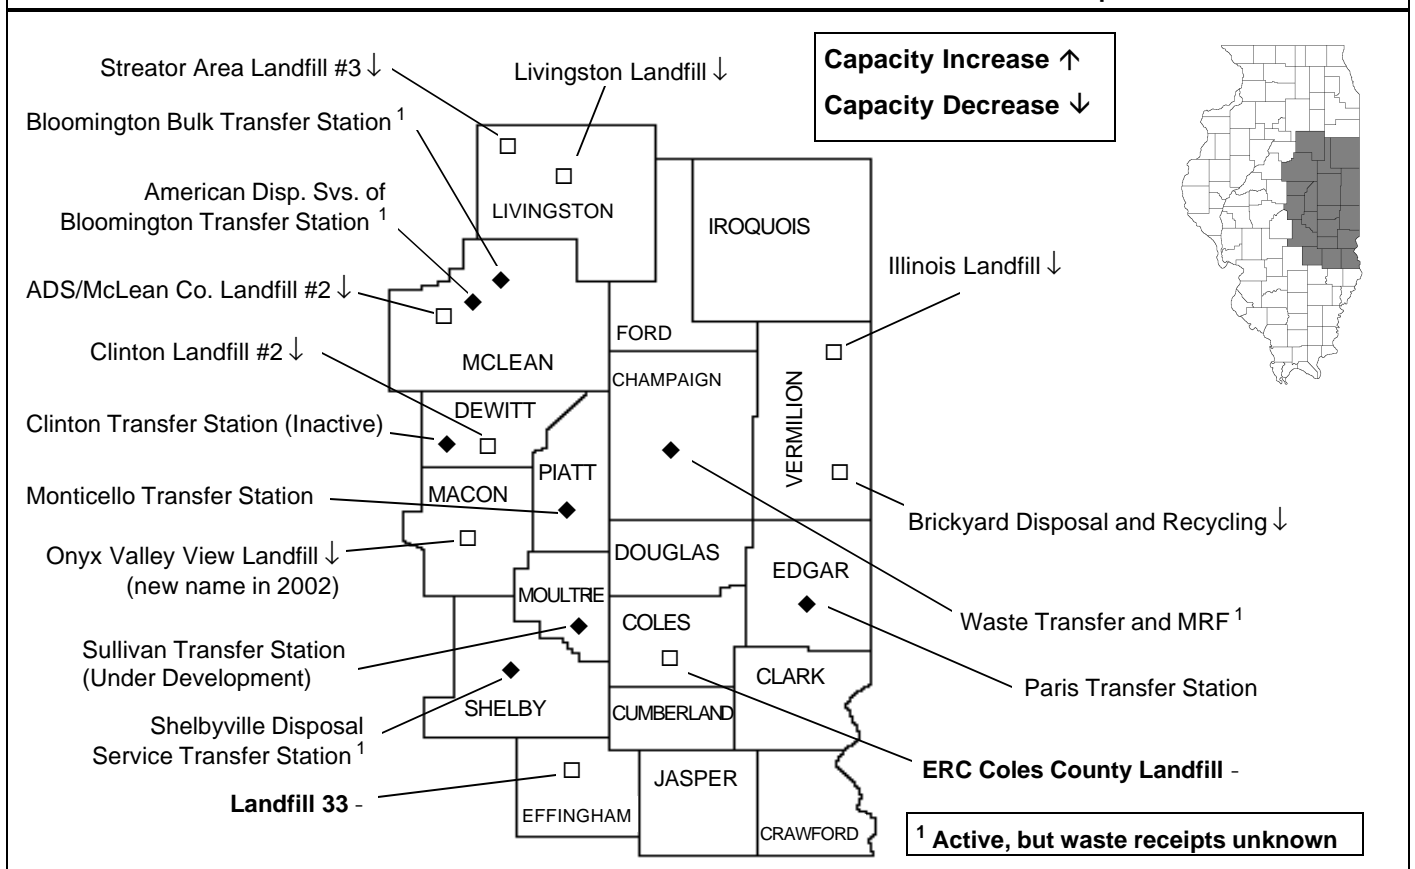 Streator Area Landfill #3 ↓
Livingston Landfill ↓
Capacity Increase ↑
Capacity Decrease ↓
Bloomington Bulk Transfer Station 1
American Disp. Svs. of
Bloomington Transfer Station 1
LIVINGSTON
IROQUOIS
Illinois Landfill ↓
ADS/McLean Co. Landfill #2 ↓
FORD
Clinton Landfill #2 ↓
MCLEAN
CHAMPAIGN
VERMILION
DEWITT
Clinton Transfer Station (Inactive)
PIATT
Monticello Transfer Station
MACON
Brickyard Disposal and Recycling ↓
Onyx Valley View Landfill ↓
(new name in 2002)
DOUGLAS
EDGAR
MOULTRIE
COLES
Waste Transfer and MRF 1
Sullivan Transfer Station
(Under Development)
CLARK
Paris Transfer Station
SHELBY
CUMBERLAND
Shelbyville Disposal
Service Transfer Station 1
ERC Coles County Landfill -
JASPER
Landfill 33 -
EFFINGHAM
CRAWFORD
1 Active, but waste receipts unknown